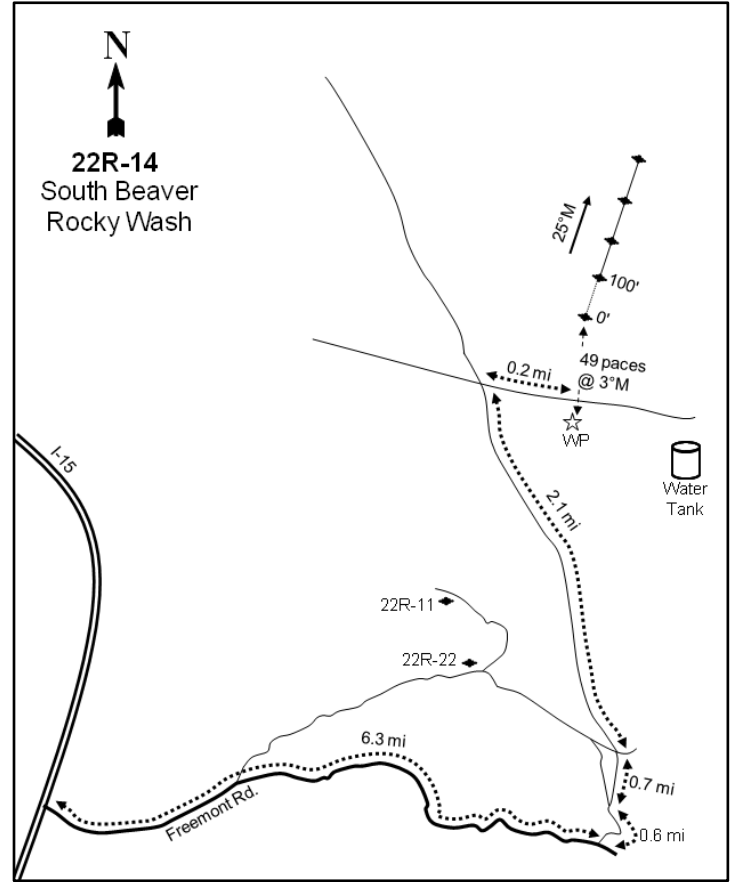 N
22R-14
South Beaver
Rocky Wash
25°M
100'
0'
49 paces
@ 3°M
0.2 mi
WP
Water
Tank
I-15
2.1 mi
22R-11
22R-22
6.3 mi
Freemont Rd.
0.7 mi
0.6 mi